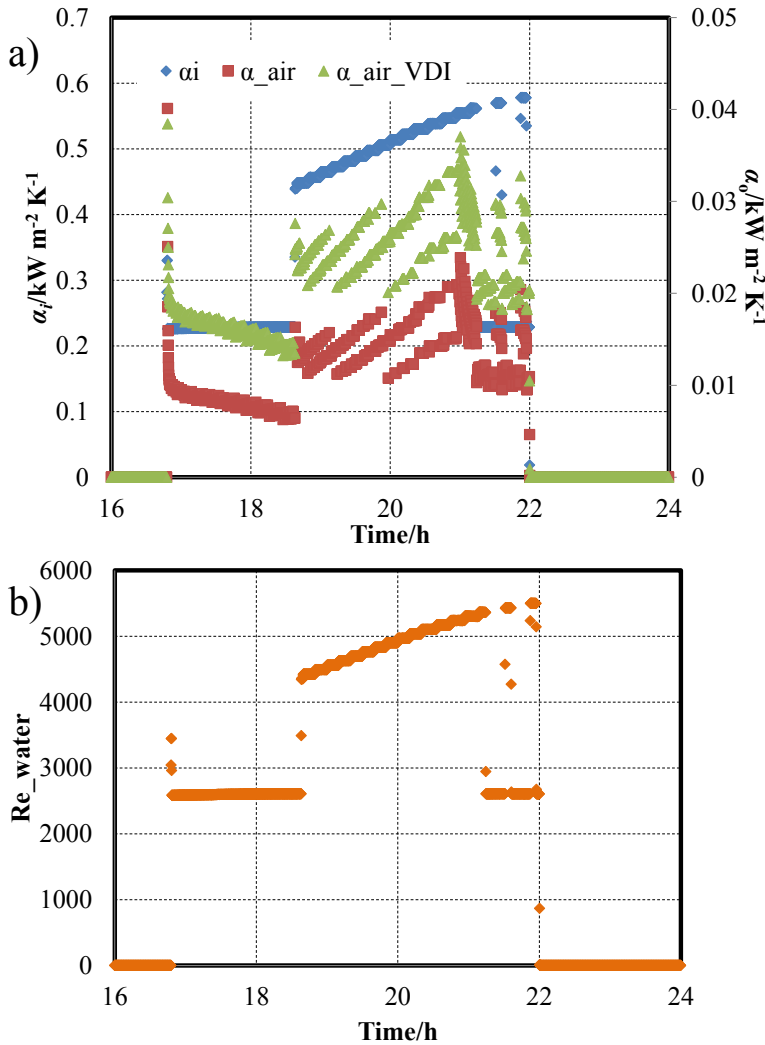 a)
αi α_air α_air_VDI
0.7
0.6
0.5
0.4
0.3
0.2
0.1
0
αi/kW m-2 K-1
0.05
0.04
0.03
0.02
0.01
0
αo/kW m-2 K-1
16 18 20 22 24
Time/h
b)
6000
5000
4000
3000
2000
1000
0
Re_water
16 18 20 22 24
Time/h